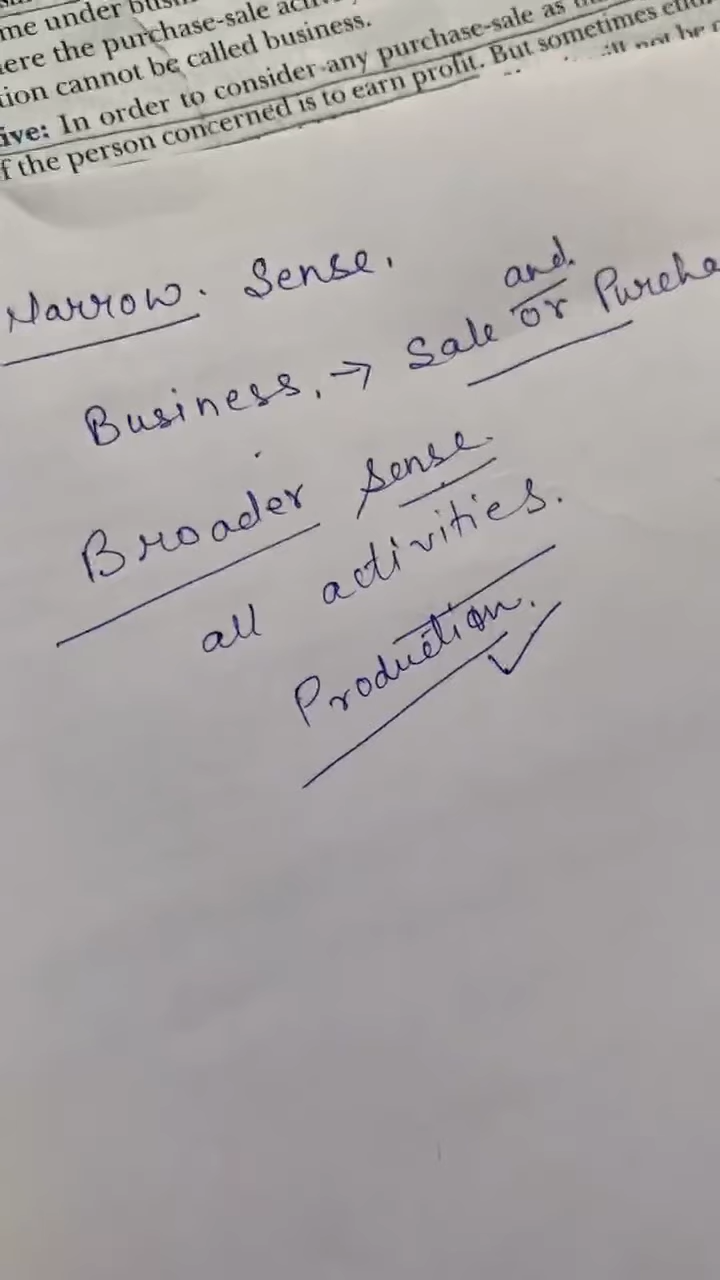 me under
ere the purchase-sale
tion cannot be called business.
ive: In order to consider any purchase-sale as
f the person concerned is to earn profit. But sometimes
Narrow. Sense.
and.
Business. → Sale or Purcha
Broader Sense.
all activities.
Production.